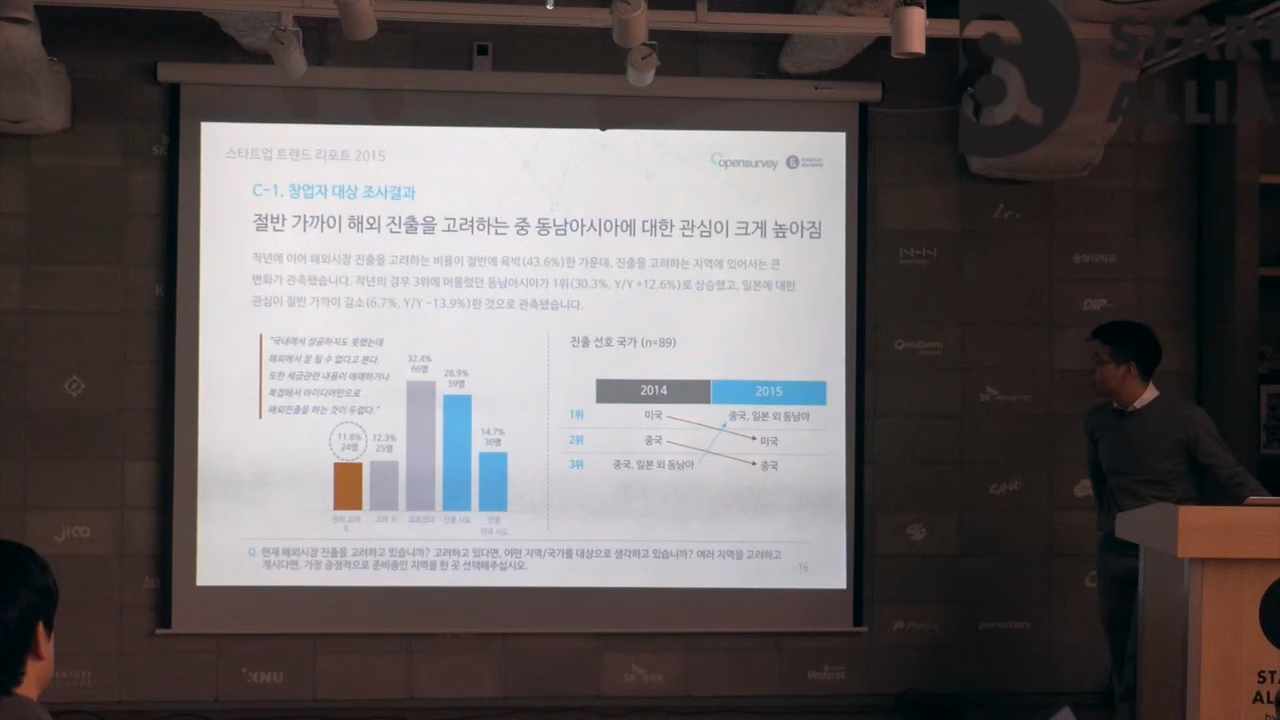 스타트업 트렌드 리포트 2015
opensurvey
C-1. 창업자 대상 조사결과
절반 가까이 해외 진출을 고려하는 중 동남아시아에 대한 관심이 크게 높아짐
작년에 이어 해외시장 진출을 고려하는 비율이 절반에 육박(43.6%)한 가운데, 진출을 고려하는 지역에 있어서는 큰
변화가 관측됐습니다. 작년의 경우 3위에 머물렀던 동남아시아가 1위(30.3%, Y/Y +12.6%)로 상승했고, 일본에 대한
관심이 절반 가까이 감소(6.7%, Y/Y -13.9%)한 것으로 관측됐습니다.
"국내에서 성공하지도 못했는데
해외에서 잘 될 수 없다고 본다.
또한 세금관련 내용이 애매하거나
복잡해서 아이디어만으로
해외진출을 하는 것이 두렵다."
11.8%
24명
12.3%
25명
32.4%
66명
28.9%
59명
14.7%
30명
진출 시도
진출 선호 국가 (n=89)
2014 2015
1위 미국 중국, 일본 외 동남아
2위 중국 미국
3위 중국, 일본 외 동남아 중국
Q. 현재 해외시장 진출을 고려하고 있습니까? 고려하고 있다면, 어떤 지역/국가를 대상으로 생각하고 있습니까? 여러 지역을 고려하고
계시다면, 가장 중점적으로 준비중인 지역을 한 곳 선택해주십시오.
16
START
ALLIA
DIP
Qualcomm
CAU
jica
KNU
SK
Ventures
STA
AL